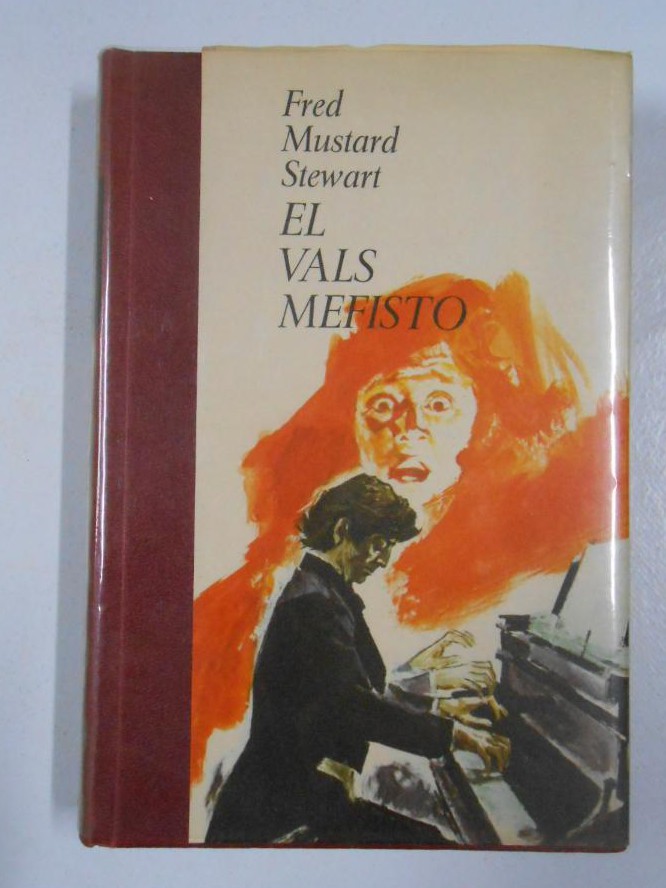 Fred
Mustard
Stewart
EL
VALS
MEFISTO